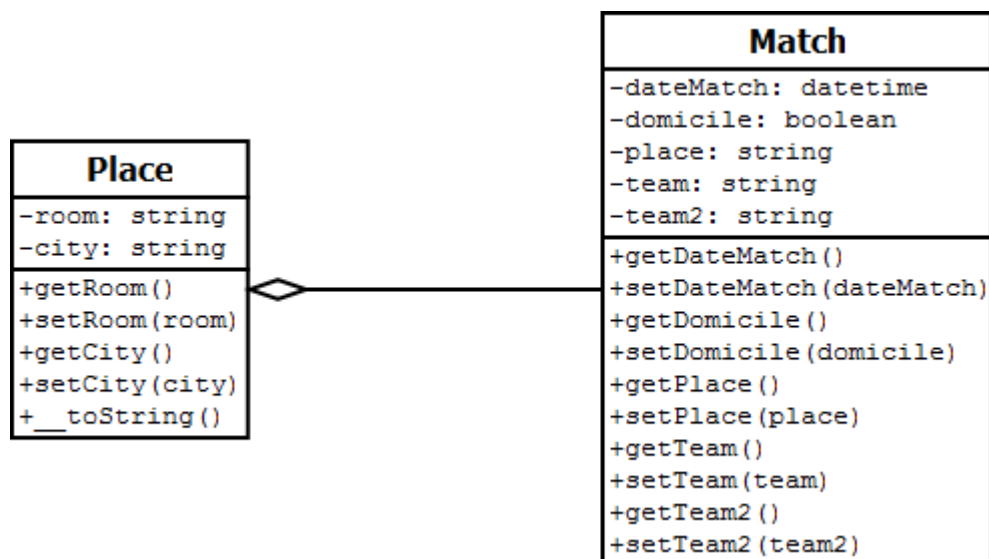 Place
-room: string
-city: string
+getRoom()
+setRoom(room)
+getCity()
+setCity(city)
+__toString()
Match
-dateMatch: datetime
-domicile: boolean
-place: string
-team: string
-team2: string
+getDateMatch()
+setDateMatch(dateMatch)
+getDomicile()
+setDomicile(domicile)
+getPlace()
+setPlace(place)
+getTeam()
+setTeam(team)
+getTeam2()
+setTeam2(team2)